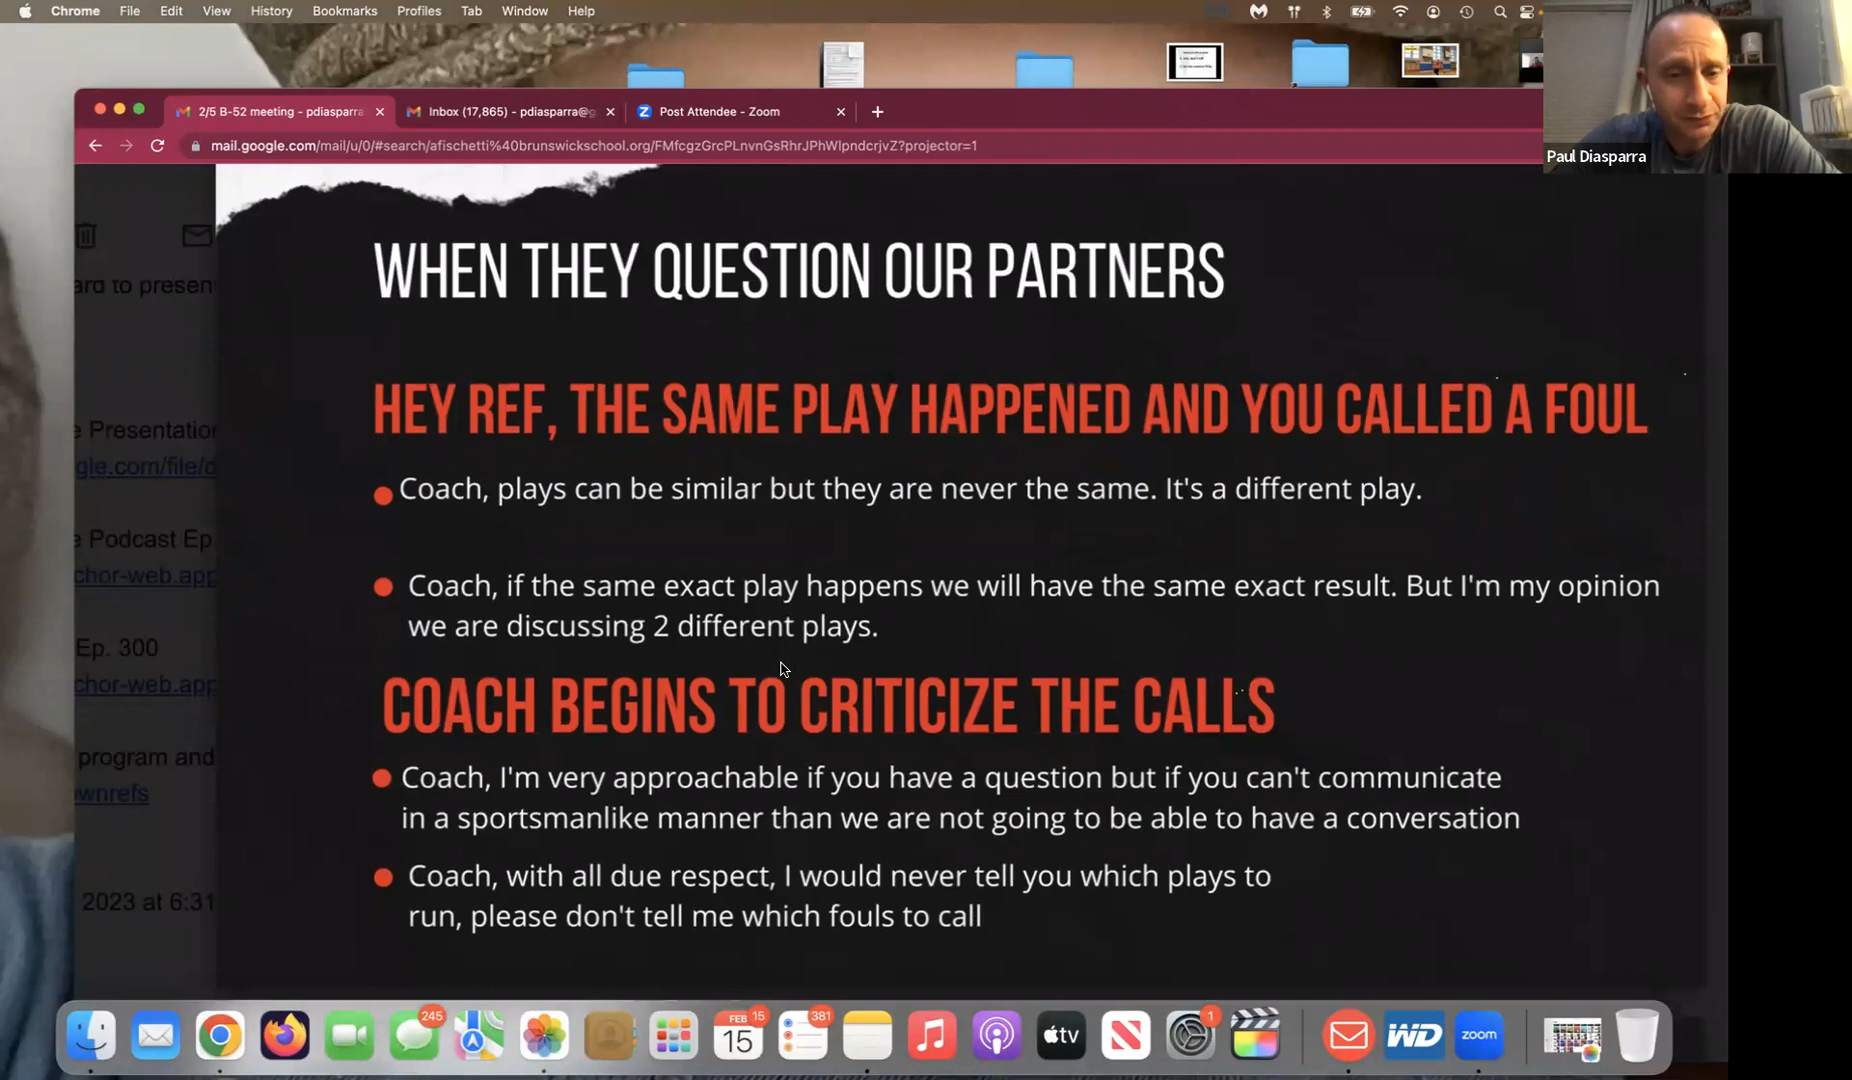 Chrome File Edit View History Bookmarks Profiles Tab Window Help
2/5 B-52 meeting - pdiasparra
Inbox (17,865) - pdiasparra@g
Post Attendee - Zoom
mail.google.com/mail/u/0/#search/afischetti%40brunswickschool.org/FMfcgzGrcPLnvnGsRhrJPhWlpndcrjvZ?projector=1
Paul Diasparra
WHEN THEY QUESTION OUR PARTNERS
ard to presen
HEY REF, THE SAME PLAY HAPPENED AND YOU CALLED A FOUL
e Presentation
gle.com/file/d
Coach, plays can be similar but they are never the same. It's a different play.
e Podcast Ep
chor-web.app
Coach, if the same exact play happens we will have the same exact result. But I'm my opinion
we are discussing 2 different plays.
Ep. 300
chor-web.app
COACH BEGINS TO CRITICIZE THE CALLS
program and
wnrefs
Coach, I'm very approachable if you have a question but if you can't communicate
in a sportsmanlike manner than we are not going to be able to have a conversation
Coach, with all due respect, I would never tell you which plays to
run, please don't tell me which fouls to call
2023 at 6:31
245
FEB 15
15
381
tv
1
WD
zoom